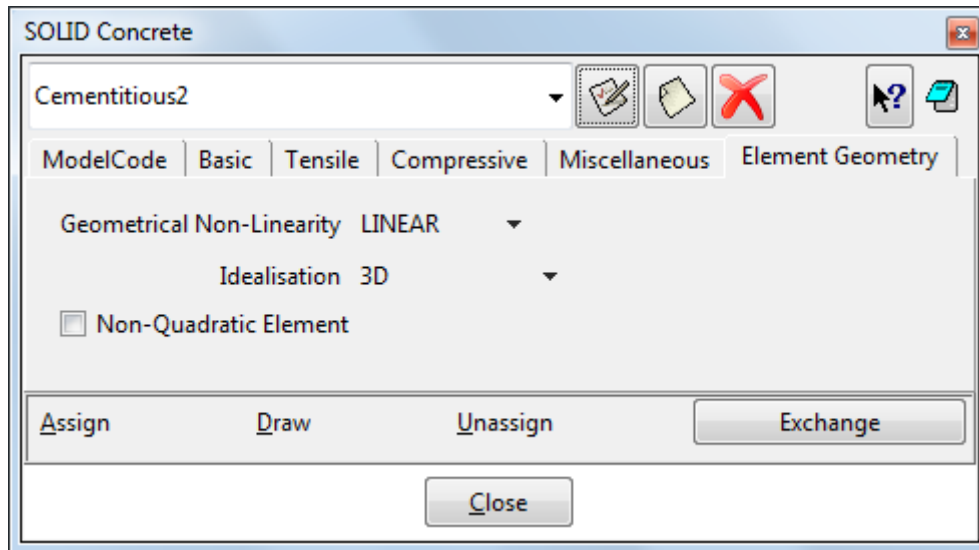 SOLID Concrete
Cementitious2
?
ModelCode Basic Tensile Compressive Miscellaneous Element Geometry
Geometrical Non-Linearity LINEAR
Idealisation 3D
Non-Quadratic Element
Assign Draw Unassign Exchange
Close